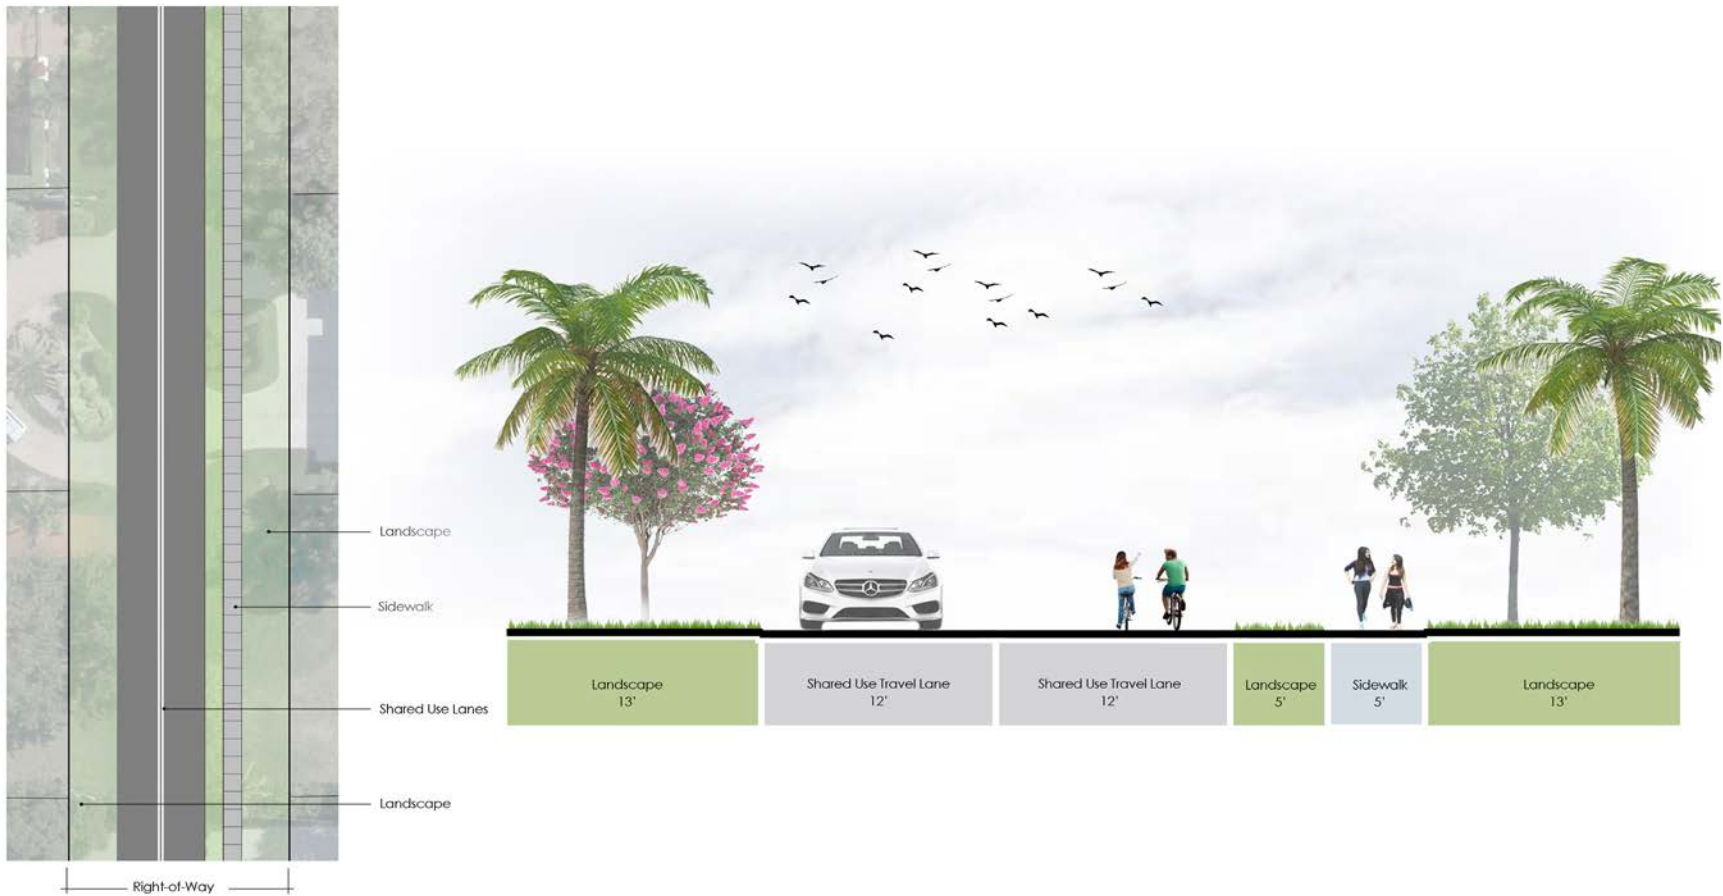 Landscape
Sidewalk
Shared Use Lanes
Landscape
Right-of-Way
Landscape
13'
Shared Use Travel Lane
12'
Shared Use Travel Lane
12'
Landscape
5'
Sidewalk
5'
Landscape
13'